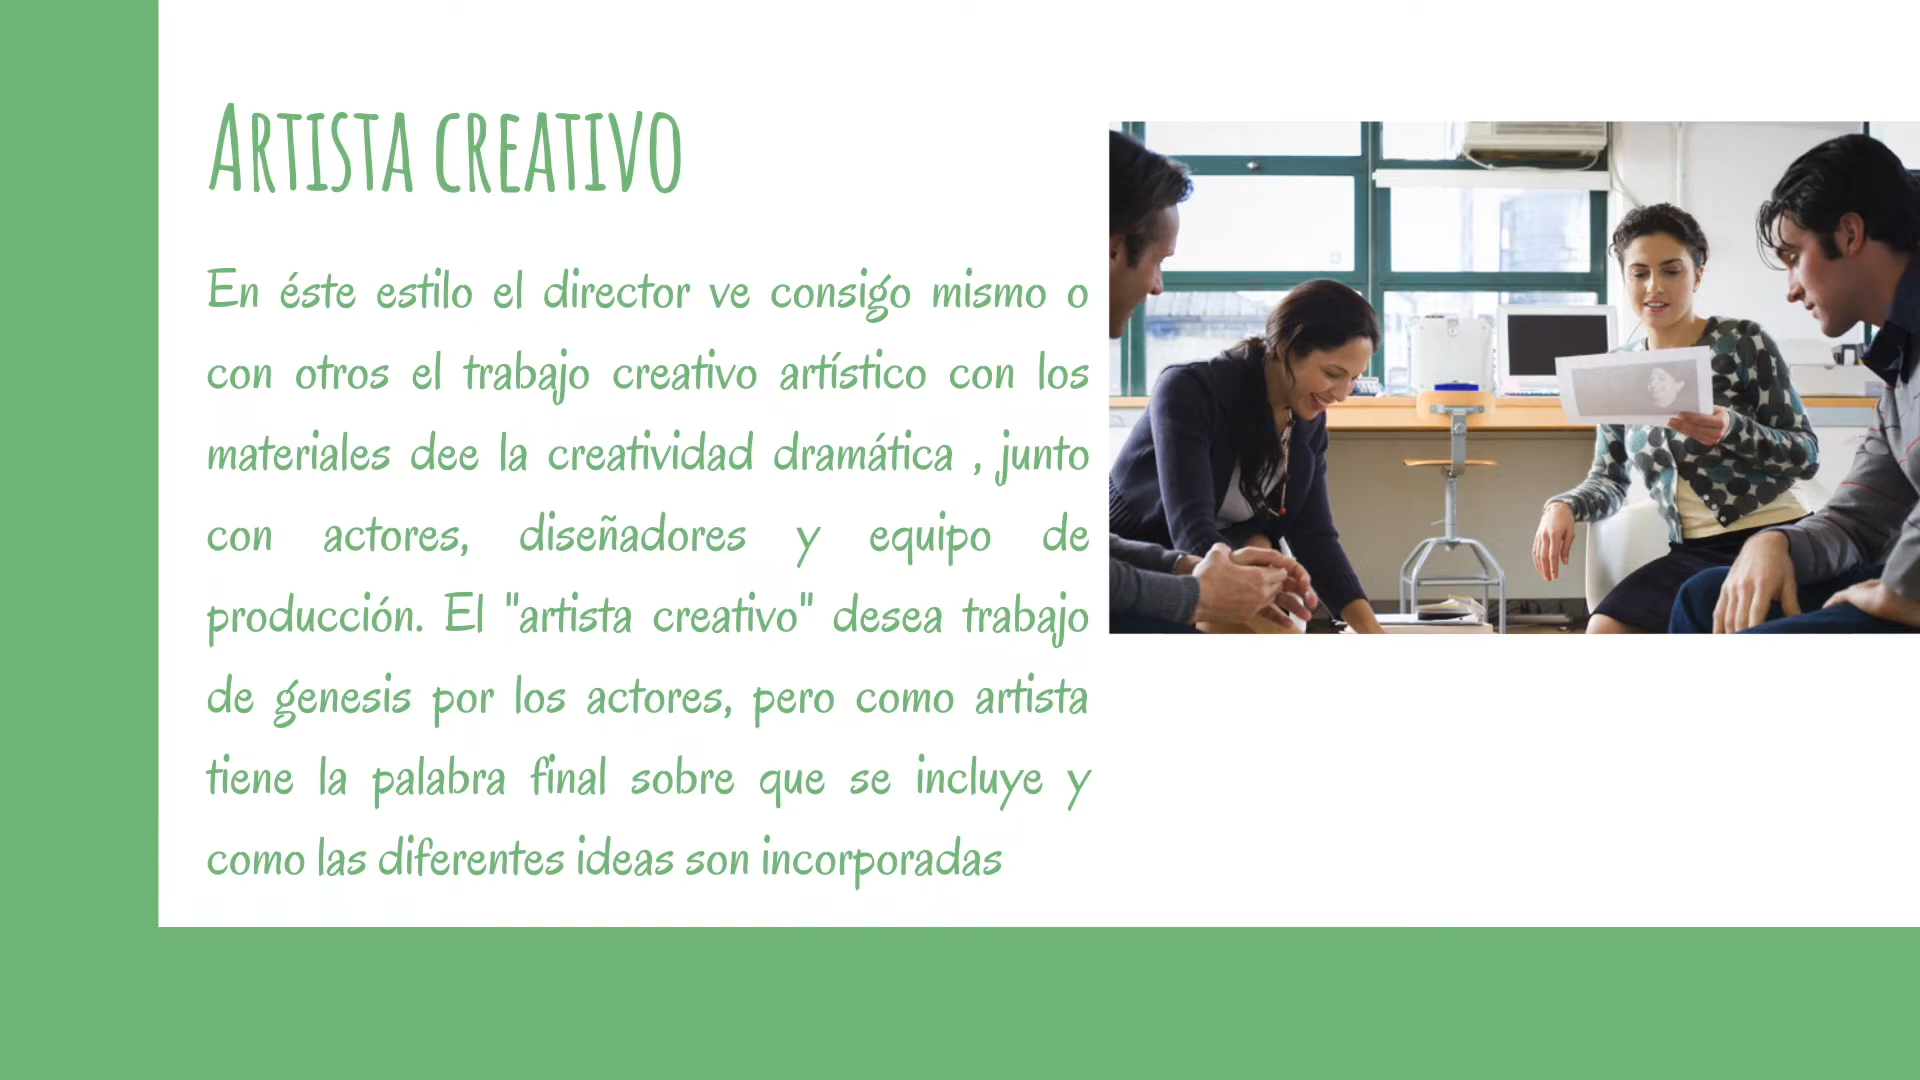 Artista creativo
En éste estilo el director ve consigo mismo o
con otros el trabajo creativo artístico con los
materiales dee la creatividad dramática , junto
con actores, diseñadores y equipo de
producción. El "artista creativo" desea trabajo
de genesis por los actores, pero como artista
tiene la palabra final sobre que se incluye y
como las diferentes ideas son incorporadas